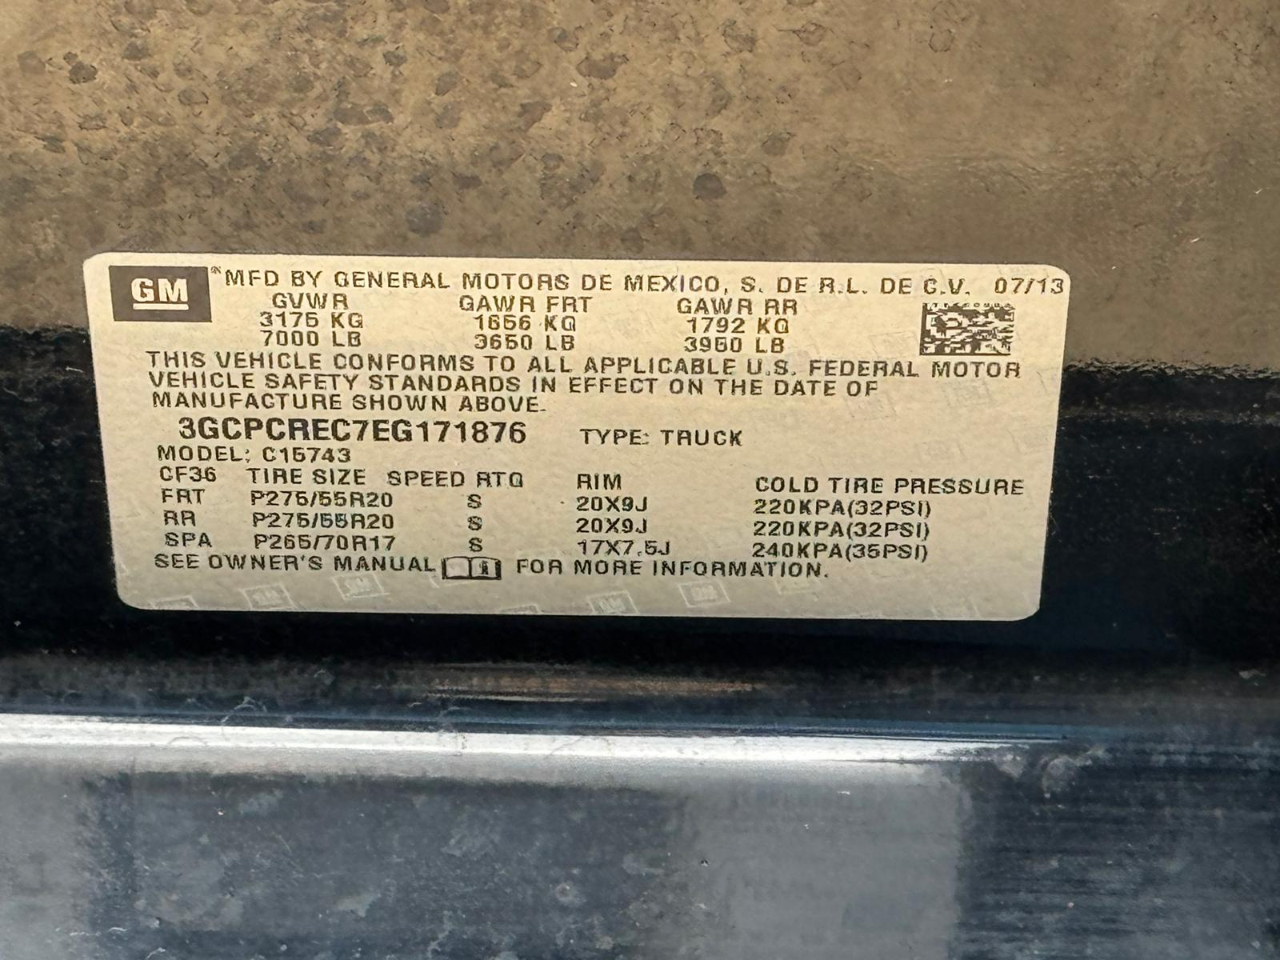 GM MFD BY GENERAL MOTORS DE MEXICO, S. DE R.L. DE C.V. 07/13
GVWR GAWR FRT GAWR RR
3175 KG 1656 KG 1792 KG
7000 LB 3650 LB 3950 LB
THIS VEHICLE CONFORMS TO ALL APPLICABLE U.S. FEDERAL MOTOR
VEHICLE SAFETY STANDARDS IN EFFECT ON THE DATE OF
MANUFACTURE SHOWN ABOVE.
3GCPCREC7EG171876 TYPE: TRUCK
MODEL: C15743
CF36 TIRE SIZE SPEED RTG RIM COLD TIRE PRESSURE
FRT P275/55R20 S 20X9J 220KPA(32PSI)
RR P275/55R20 S 20X9J 220KPA(32PSI)
SPA P265/70R17 S 17X7.5J 240KPA(35PSI)
SEE OWNER'S MANUAL FOR MORE INFORMATION.